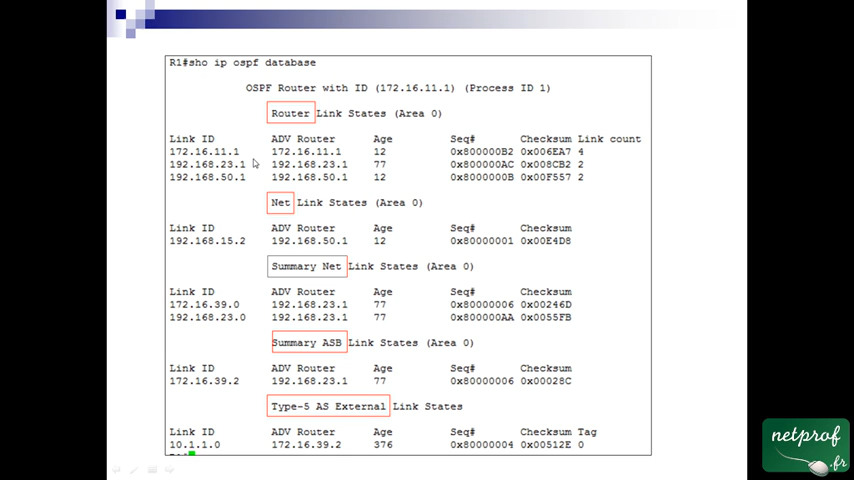 R1#sho ip ospf database
OSPF Router with ID (172.16.11.1) (Process ID 1)
Router Link States (Area 0)
Link ID ADV Router Age Seq# Checksum Link count
172.16.11.1 172.16.11.1 12 0x800000B2 0x006EA7 4
192.168.23.1 192.168.23.1 77 0x800000AC 0x008CB2 2
192.168.50.1 192.168.50.1 12 0x8000000B 0x00F557 2
Net Link States (Area 0)
Link ID ADV Router Age Seq# Checksum
192.168.15.2 192.168.50.1 12 0x80000001 0x00E4D8
Summary Net Link States (Area 0)
Link ID ADV Router Age Seq# Checksum
172.16.39.0 192.168.23.1 77 0x80000006 0x00246D
192.168.23.0 192.168.23.1 77 0x800000AA 0x0055FB
Summary ASB Link States (Area 0)
Link ID ADV Router Age Seq# Checksum
172.16.39.2 192.168.23.1 77 0x80000006 0x00028C
Type-5 AS External Link States
Link ID ADV Router Age Seq# Checksum Tag
10.1.1.0 172.16.39.2 376 0x80000004 0x00512E 0
netprof
.fr